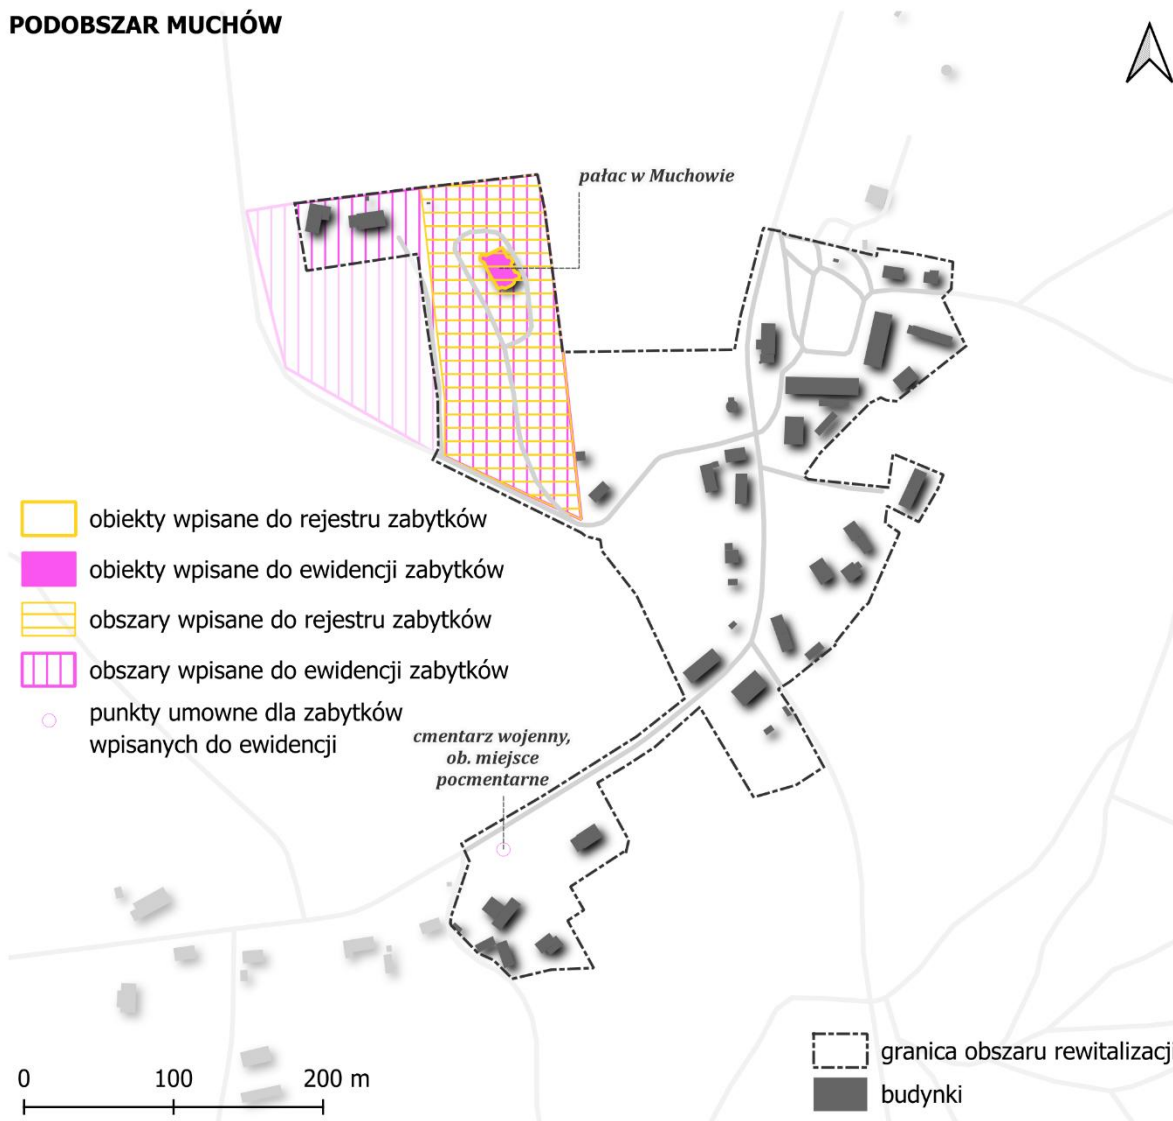 PODOBSZAR MUCHÓW
pałac w Muchowie
obiekty wpisane do rejestru zabytków
obiekty wpisane do ewidencji zabytków
obszary wpisane do rejestru zabytków
obszary wpisane do ewidencji zabytków
punkty umowne dla zabytków
wpisanych do ewidencji
cmentarz wojenny,
ob. miejsce
pocmentarne
granica obszaru rewitalizacji
budynki
0 100 200 m